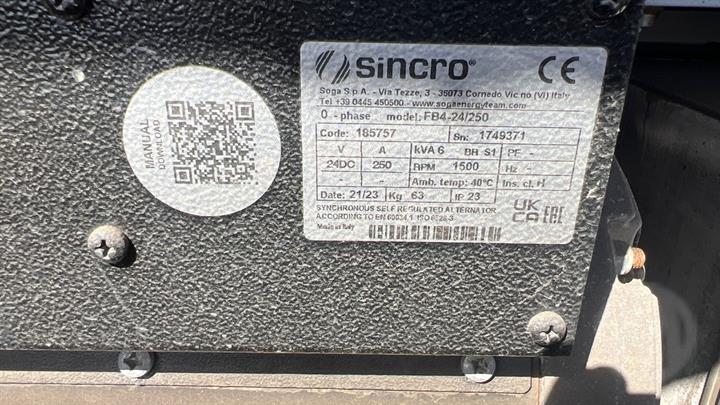 MANUAL
DOWNLOAD
sincro®
CE
Soga S.p.A. - Via Tezze, 3 - 36073 Cornedo Vic.no (VI) Italy
Tel +39 0445 450500 - www.sogaenergyteam.com
0 - phase model: FB4-24/250
Code: 185757 Sn: 1749371
V A kVA 6 BR S1 PF -
24DC 250 RPM 1500 Hz -
- - Amb. temp: 40°C Ins. cl. H
Date: 21/23 Kg 63 IP 23
SYNCHRONOUS SELF REGULATED ALTERNATOR
ACCORDING TO EN 60034.1 ISO 8528-3
Made in Italy
UK CA EAC